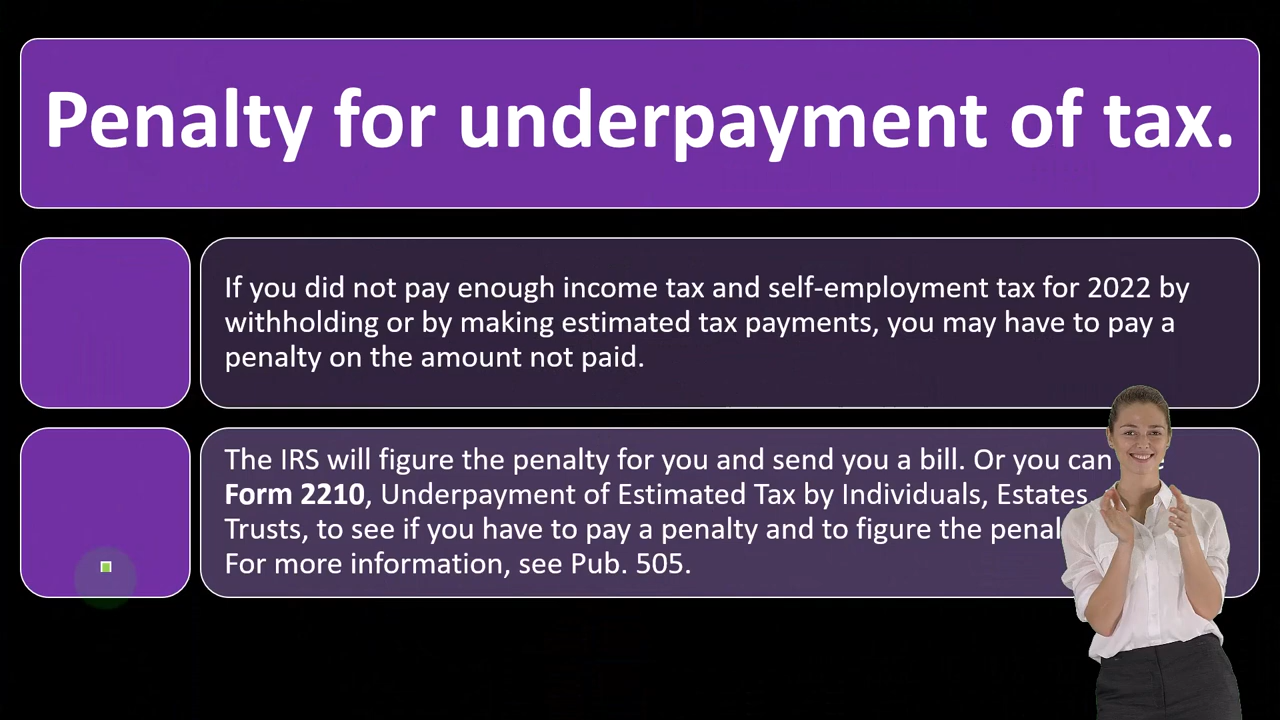 Penalty for underpayment of tax.
If you did not pay enough income tax and self-employment tax for 2022 by
withholding or by making estimated tax payments, you may have to pay a
penalty on the amount not paid.
The IRS will figure the penalty for you and send you a bill. Or you can
Form 2210, Underpayment of Estimated Tax by Individuals, Estates
Trusts, to see if you have to pay a penalty and to figure the
For more information, see Pub. 505.